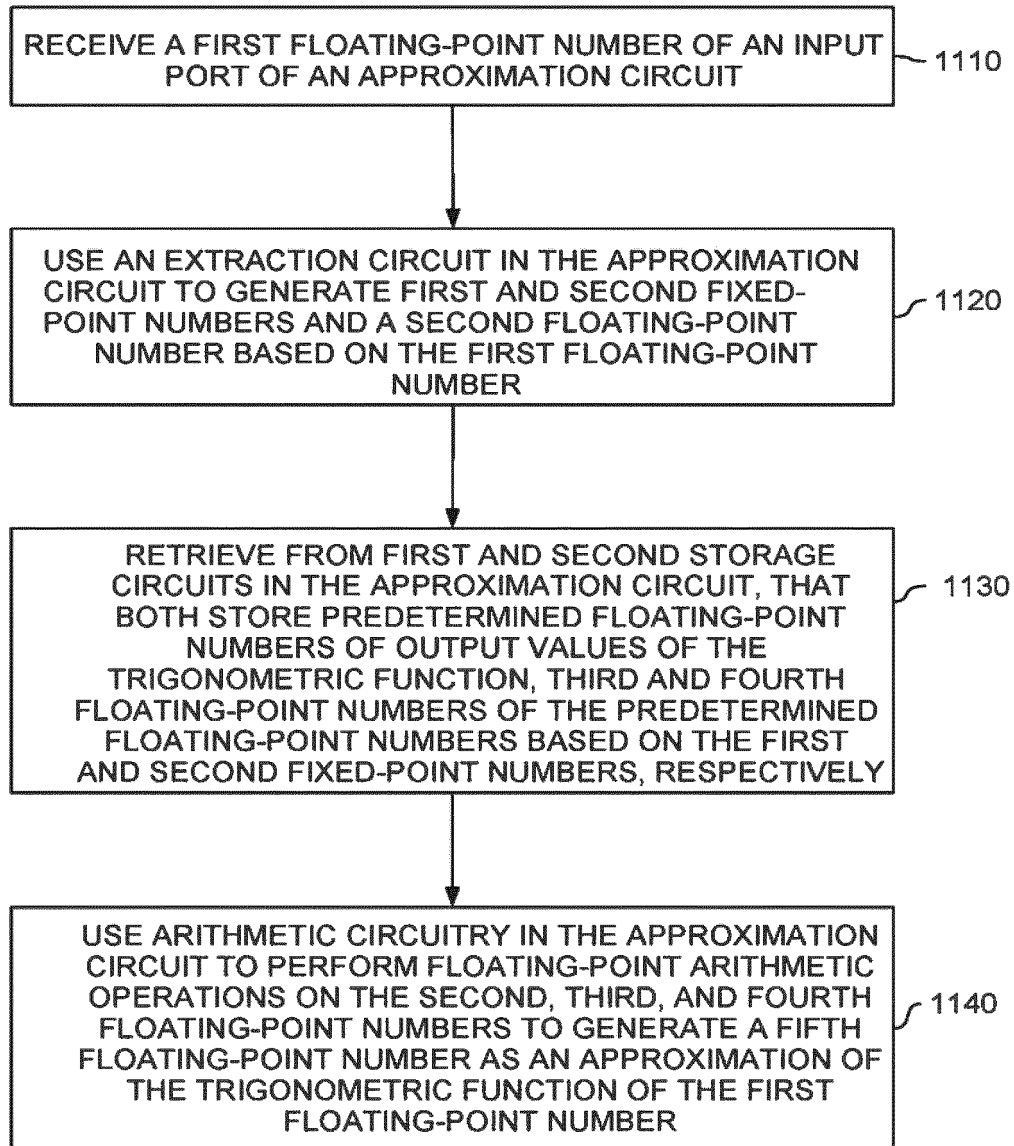 RECEIVE A FIRST FLOATING-POINT NUMBER OF AN INPUT
PORT OF AN APPROXIMATION CIRCUIT
1110
USE AN EXTRACTION CIRCUIT IN THE APPROXIMATION
CIRCUIT TO GENERATE FIRST AND SECOND FIXED-
POINT NUMBERS AND A SECOND FLOATING-POINT
NUMBER BASED ON THE FIRST FLOATING-POINT
NUMBER
1120
RETRIEVE FROM FIRST AND SECOND STORAGE
CIRCUITS IN THE APPROXIMATION CIRCUIT, THAT
BOTH STORE PREDETERMINED FLOATING-POINT
NUMBERS OF OUTPUT VALUES OF THE
TRIGONOMETRIC FUNCTION, THIRD AND FOURTH
FLOATING-POINT NUMBERS OF THE PREDETERMINED
FLOATING-POINT NUMBERS BASED ON THE FIRST
AND SECOND FIXED-POINT NUMBERS, RESPECTIVELY
1130
USE ARITHMETIC CIRCUITRY IN THE APPROXIMATION
CIRCUIT TO PERFORM FLOATING-POINT ARITHMETIC
OPERATIONS ON THE SECOND, THIRD, AND FOURTH
FLOATING-POINT NUMBERS TO GENERATE A FIFTH
FLOATING-POINT NUMBER AS AN APPROXIMATION OF
THE TRIGONOMETRIC FUNCTION OF THE FIRST
FLOATING-POINT NUMBER
1140